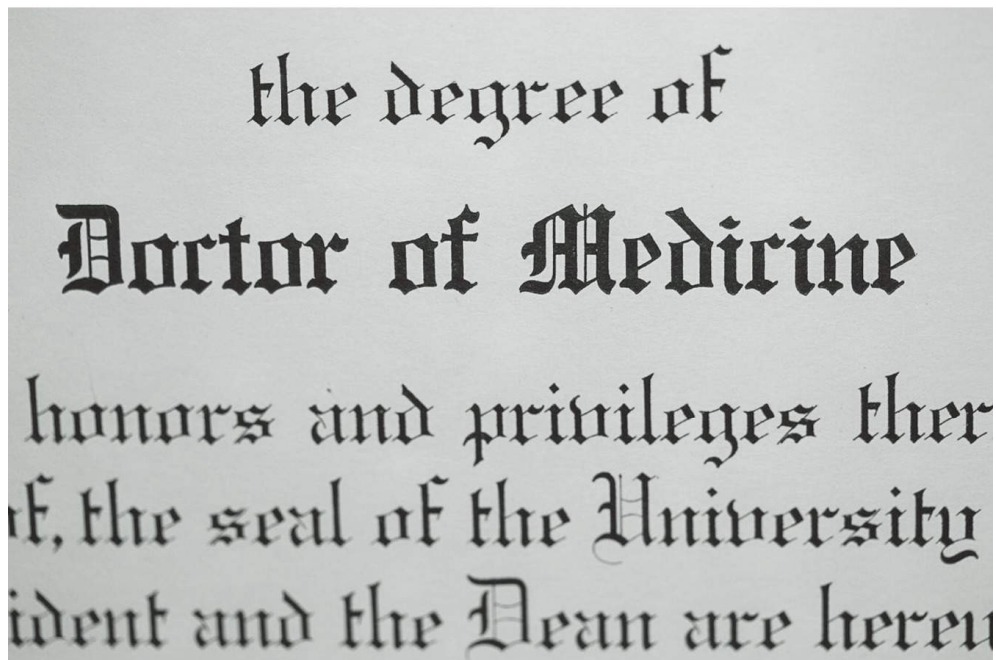 the degree of
Doctor of Medicine
honors and privileges ther
f, the seal of the University
ident and the Dean are hereu